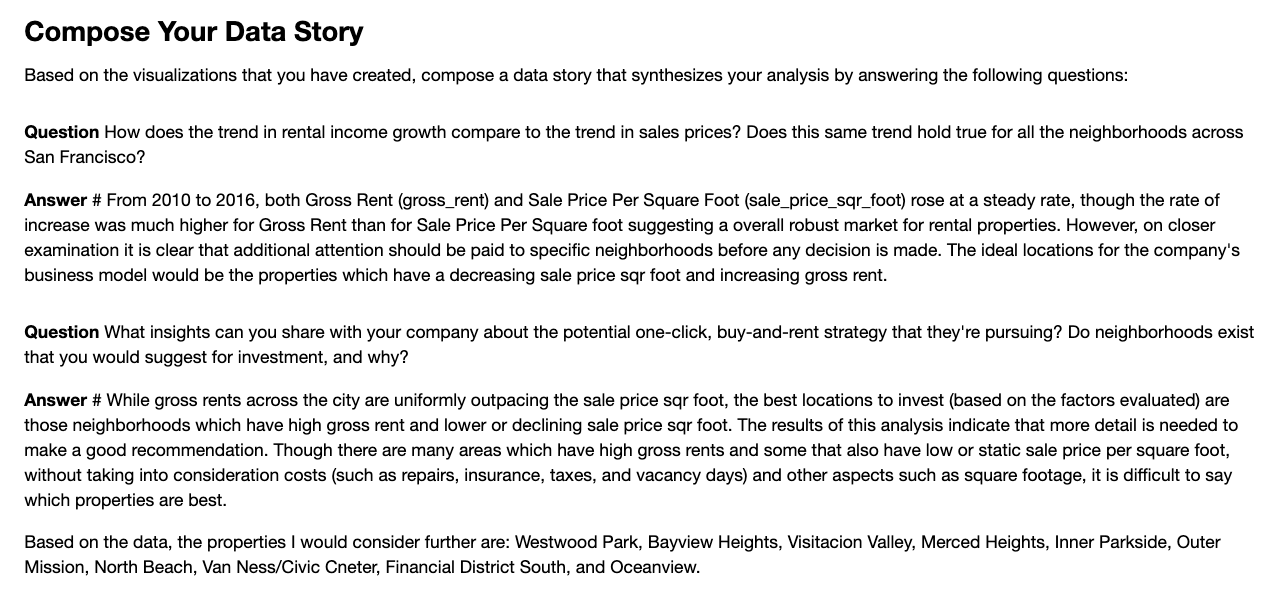 Compose Your Data Story
Based on the visualizations that you have created, compose a data story that synthesizes your analysis by answering the following questions:
Question How does the trend in rental income growth compare to the trend in sales prices? Does this same trend hold true for all the neighborhoods across
San Francisco?
Answer # From 2010 to 2016, both Gross Rent (gross_rent) and Sale Price Per Square Foot (sale_price_sqr_foot) rose at a steady rate, though the rate of
increase was much higher for Gross Rent than for Sale Price Per Square foot suggesting a overall robust market for rental properties. However, on closer
examination it is clear that additional attention should be paid to specific neighborhoods before any decision is made. The ideal locations for the company's
business model would be the properties which have a decreasing sale price sqr foot and increasing gross rent.
Question What insights can you share with your company about the potential one-click, buy-and-rent strategy that they're pursuing? Do neighborhoods exist
that you would suggest for investment, and why?
Answer # While gross rents across the city are uniformly outpacing the sale price sqr foot, the best locations to invest (based on the factors evaluated) are
those neighborhoods which have high gross rent and lower or declining sale price sqr foot. The results of this analysis indicate that more detail is needed to
make a good recommendation. Though there are many areas which have high gross rents and some that also have low or static sale price per square foot,
without taking into consideration costs (such as repairs, insurance, taxes, and vacancy days) and other aspects such as square footage, it is difficult to say
which properties are best.
Based on the data, the properties I would consider further are: Westwood Park, Bayview Heights, Visitacion Valley, Merced Heights, Inner Parkside, Outer
Mission, North Beach, Van Ness/Civic Cneter, Financial District South, and Oceanview.